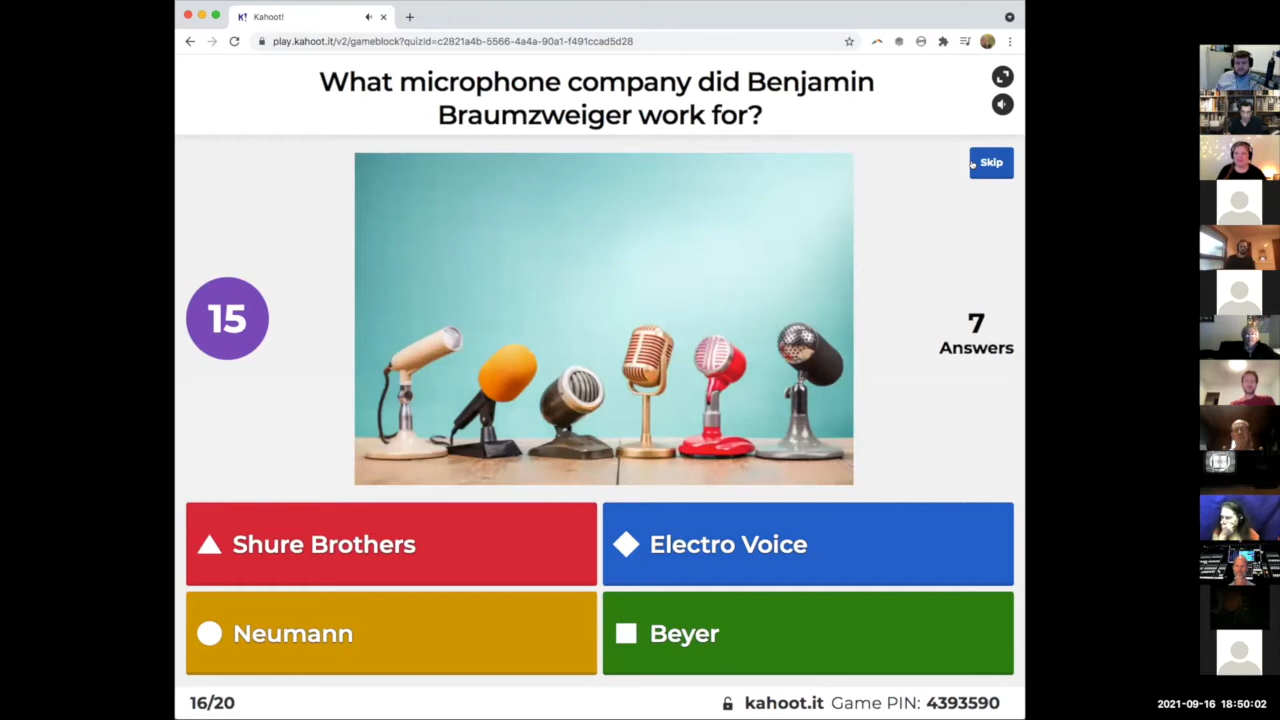 K! Kahoot!
play.kahoot.it/v2/gameblock?quizId=c2821a4b-5566-4a4a-90a1-f491ccad5d28
What microphone company did Benjamin
Braumzweiger work for?
Skip
15
7
Answers
Shure Brothers
Electro Voice
Neumann
Beyer
16/20
kahoot.it Game PIN: 4393590
2021-09-16 18:50:02